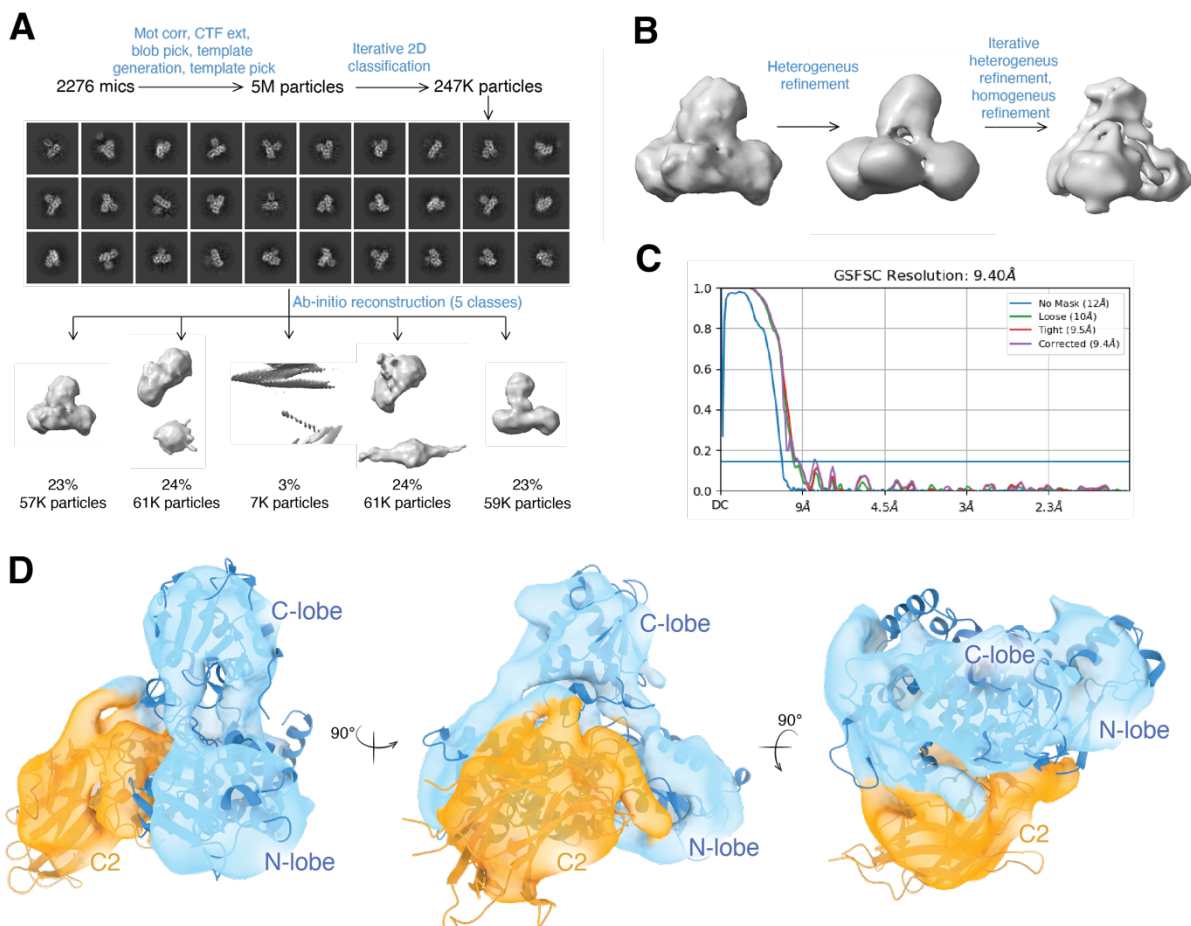 A
Mot corr, CTF ext,
blob pick, template
generation, template pick
Iterative 2D
classification
2276 mics
5M particles
247K particles
Ab-initio reconstruction (5 classes)
23%
57K particles
24%
61K particles
3%
7K particles
24%
61K particles
23%
59K particles
B
Heterogeneus
refinement
Iterative
heterogeneus
refinement,
homogeneus
refinement
C
GSFSC Resolution: 9.40Å
1.0
0.8
0.6
0.4
0.2
0.0
No Mask (12Å)
Loose (10Å)
Tight (9.5Å)
Corrected (9.4Å)
DC
9Å
4.5Å
3Å
2.3Å
D
C-lobe
C2
N-lobe
90°
C-lobe
C2
N-lobe
90°
C-lobe
N-lobe
C2